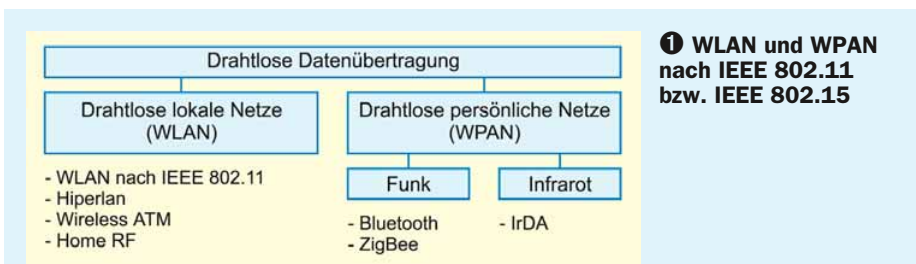 Drahtlose Datenübertragung
Drahtlose lokale Netze
(WLAN)
- WLAN nach IEEE 802.11
- Hiperlan
- Wireless ATM
- Home RF
Drahtlose persönliche Netze
(WPAN)
Funk
- Bluetooth
- ZigBee
Infrarot
- IrDA
❶ WLAN und WPAN
nach IEEE 802.11
bzw. IEEE 802.15